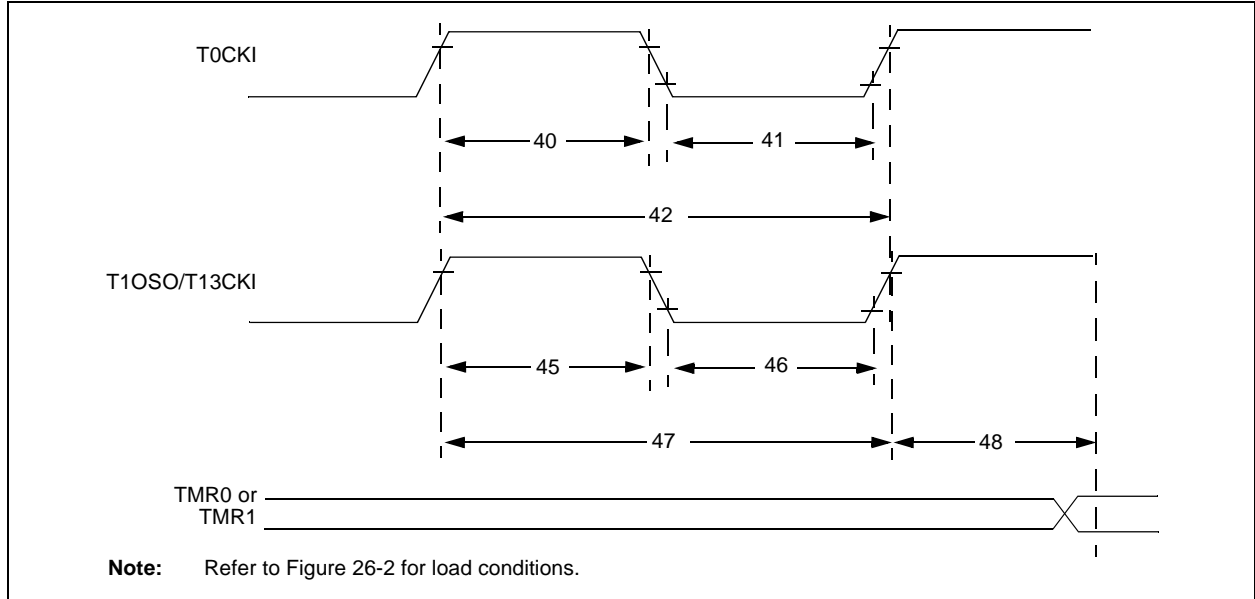 T0CKI
40
41
42
T1OSO/T13CKI
45
46
47
48
TMR0 or
TMR1
Note: Refer to Figure 26-2 for load conditions.